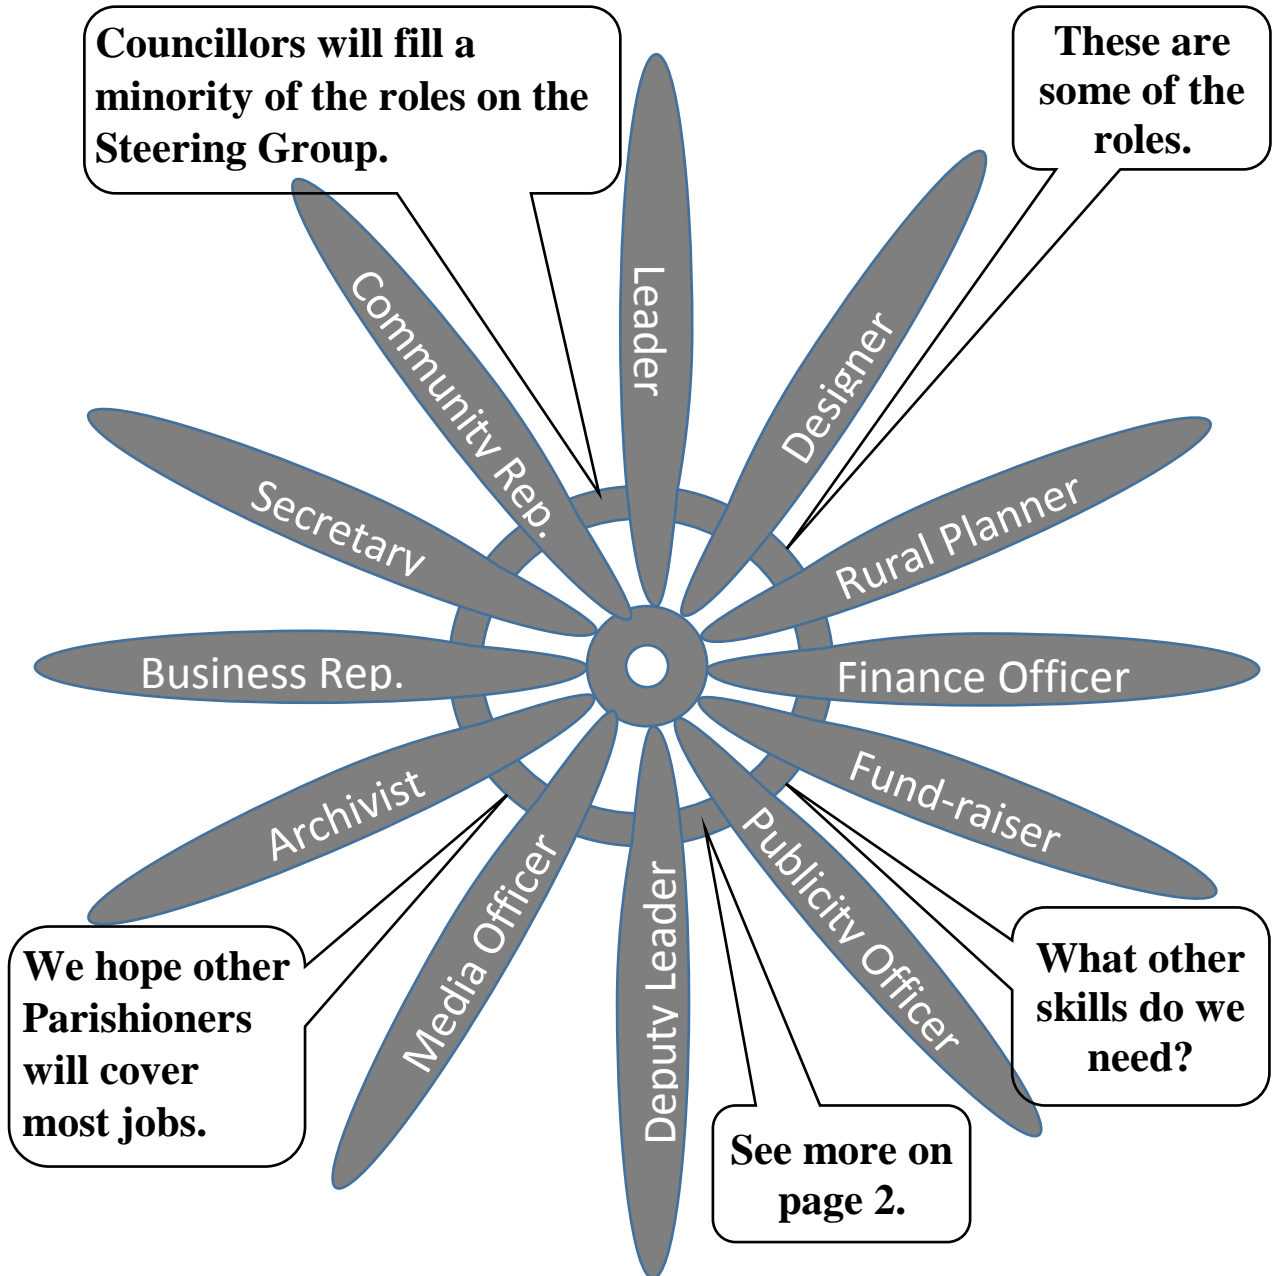 Councillors will fill a
minority of the roles on the
Steering Group.
These are
some of the
roles.
Leader
Designer
Rural Planner
Finance Officer
Fund-raiser
Publicity Officer
Deputy Leader
Media Officer
Archivist
Business Rep.
Secretary
Community Rep.
We hope other
Parishioners
will cover
most jobs.
What other
skills do we
need?
See more on
page 2.